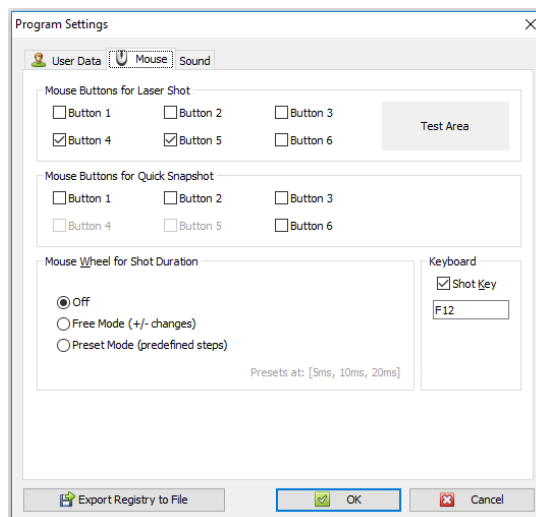 Program Settings
User Data Mouse Sound
Mouse Buttons for Laser Shot
Button 1 Button 2 Button 3
Button 4 Button 5 Button 6
Test Area
Mouse Buttons for Quick Snapshot
Button 1 Button 2 Button 3
Button 4 Button 5 Button 6
Mouse Wheel for Shot Duration
Off
Free Mode (+/- changes)
Preset Mode (predefined steps)
Presets at: [5ms, 10ms, 20ms]
Keyboard
Shot Key
F12
Export Registry to File OK Cancel